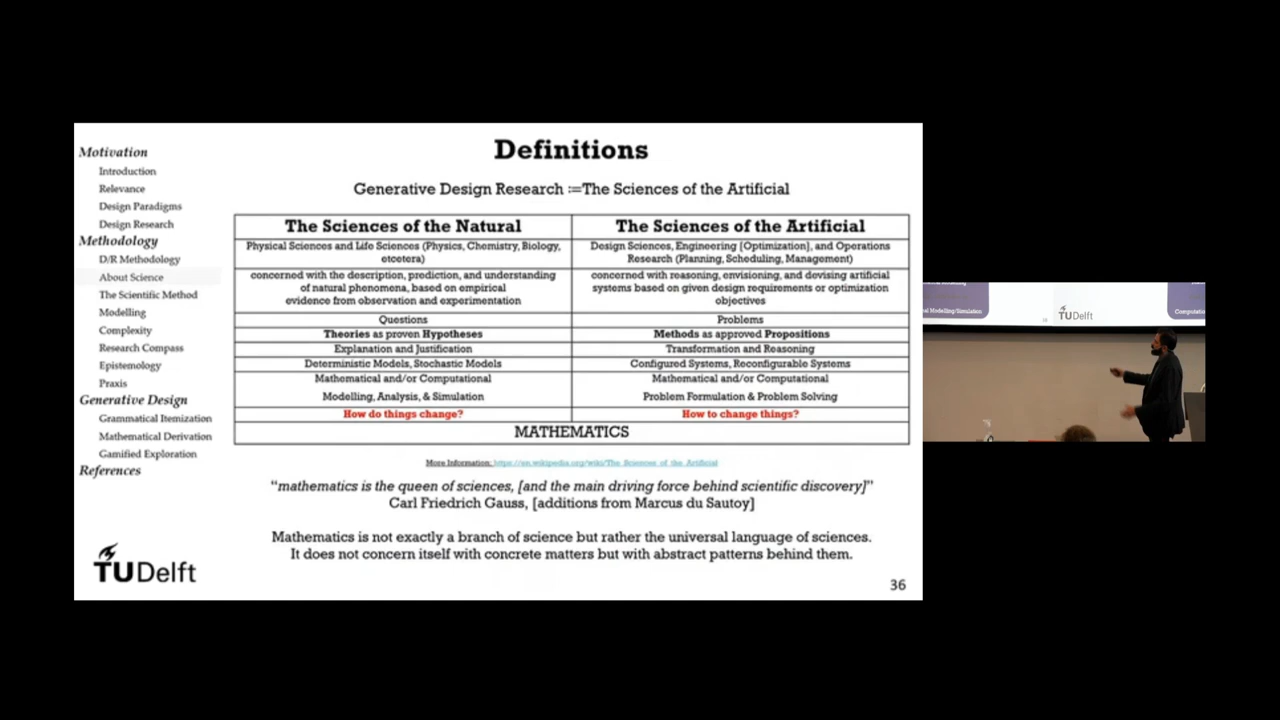 Motivation
Introduction
Relevance
Design Paradigms
Design Research
Methodology
D/R Methodology
About Science
The Scientific Method
Modelling
Complexity
Research Compass
Epistemology
Praxis
Generative Design
Grammatical Itemization
Mathematical Derivation
Gamified Exploration
References
TUDelft
Definitions
Generative Design Research :=The Sciences of the Artificial
The Sciences of the Natural
The Sciences of the Artificial
Physical Sciences and Life Sciences (Physics, Chemistry, Biology,
etcetera)
Design Sciences, Engineering [Optimization], and Operations
Research (Planning, Scheduling, Management)
concerned with the description, prediction, and understanding
of natural phenomena, based on empirical
evidence from observation and experimentation
concerned with reasoning, envisioning, and devising artificial
systems based on given design requirements or optimization
objectives
Questions
Problems
Theories as proven Hypotheses
Methods as approved Propositions
Explanation and Justification
Transformation and Reasoning
Deterministic Models, Stochastic Models
Configured Systems, Reconfigurable Systems
Mathematical and/or Computational
Modelling, Analysis, & Simulation
Mathematical and/or Computational
Problem Formulation & Problem Solving
How do things change?
How to change things?
MATHEMATICS
More Information: https://en.wikipedia.org/wiki/The_Sciences_of_the_Artificial
“mathematics is the queen of sciences, [and the main driving force behind scientific discovery]”
Carl Friedrich Gauss, [additions from Marcus du Sautoy]
Mathematics is not exactly a branch of science but rather the universal language of sciences.
It does not concern itself with concrete matters but with abstract patterns behind them.
36
al Modelling/Simulation
TUDelft
Computation